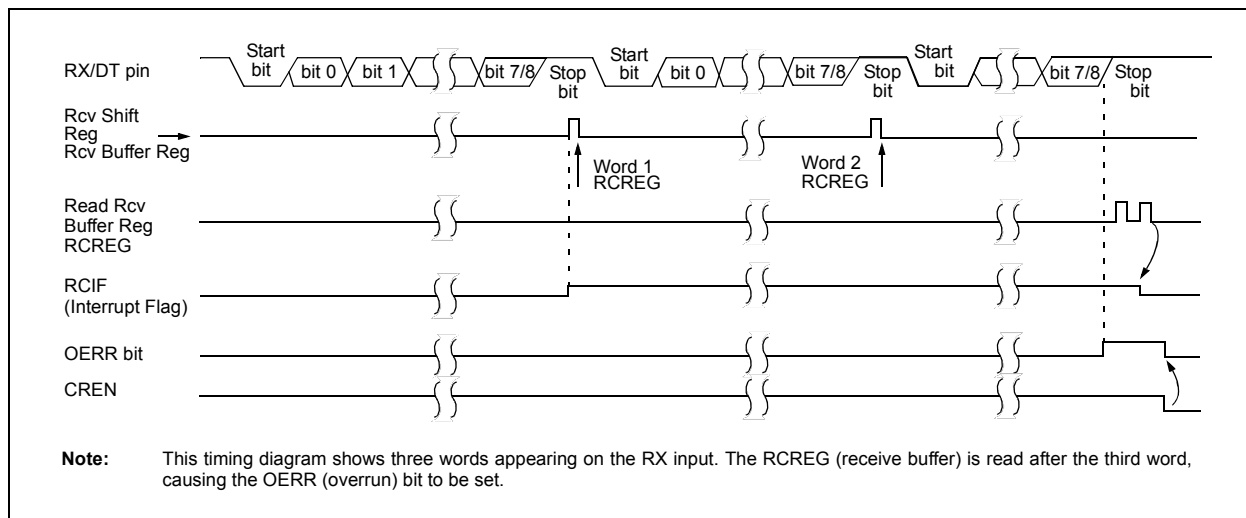 RX/DT pin
Start
bit
bit 0
bit 1
bit 7/8
Stop
bit
Start
bit
bit 0
bit 7/8
Stop
bit
Start
bit
bit 7/8
Stop
bit
Rcv Shift
Reg
Rcv Buffer Reg
Word 1
RCREG
Word 2
RCREG
Read Rcv
Buffer Reg
RCREG
RCIF
(Interrupt Flag)
OERR bit
CREN
Note: This timing diagram shows three words appearing on the RX input. The RCREG (receive buffer) is read after the third word,
causing the OERR (overrun) bit to be set.